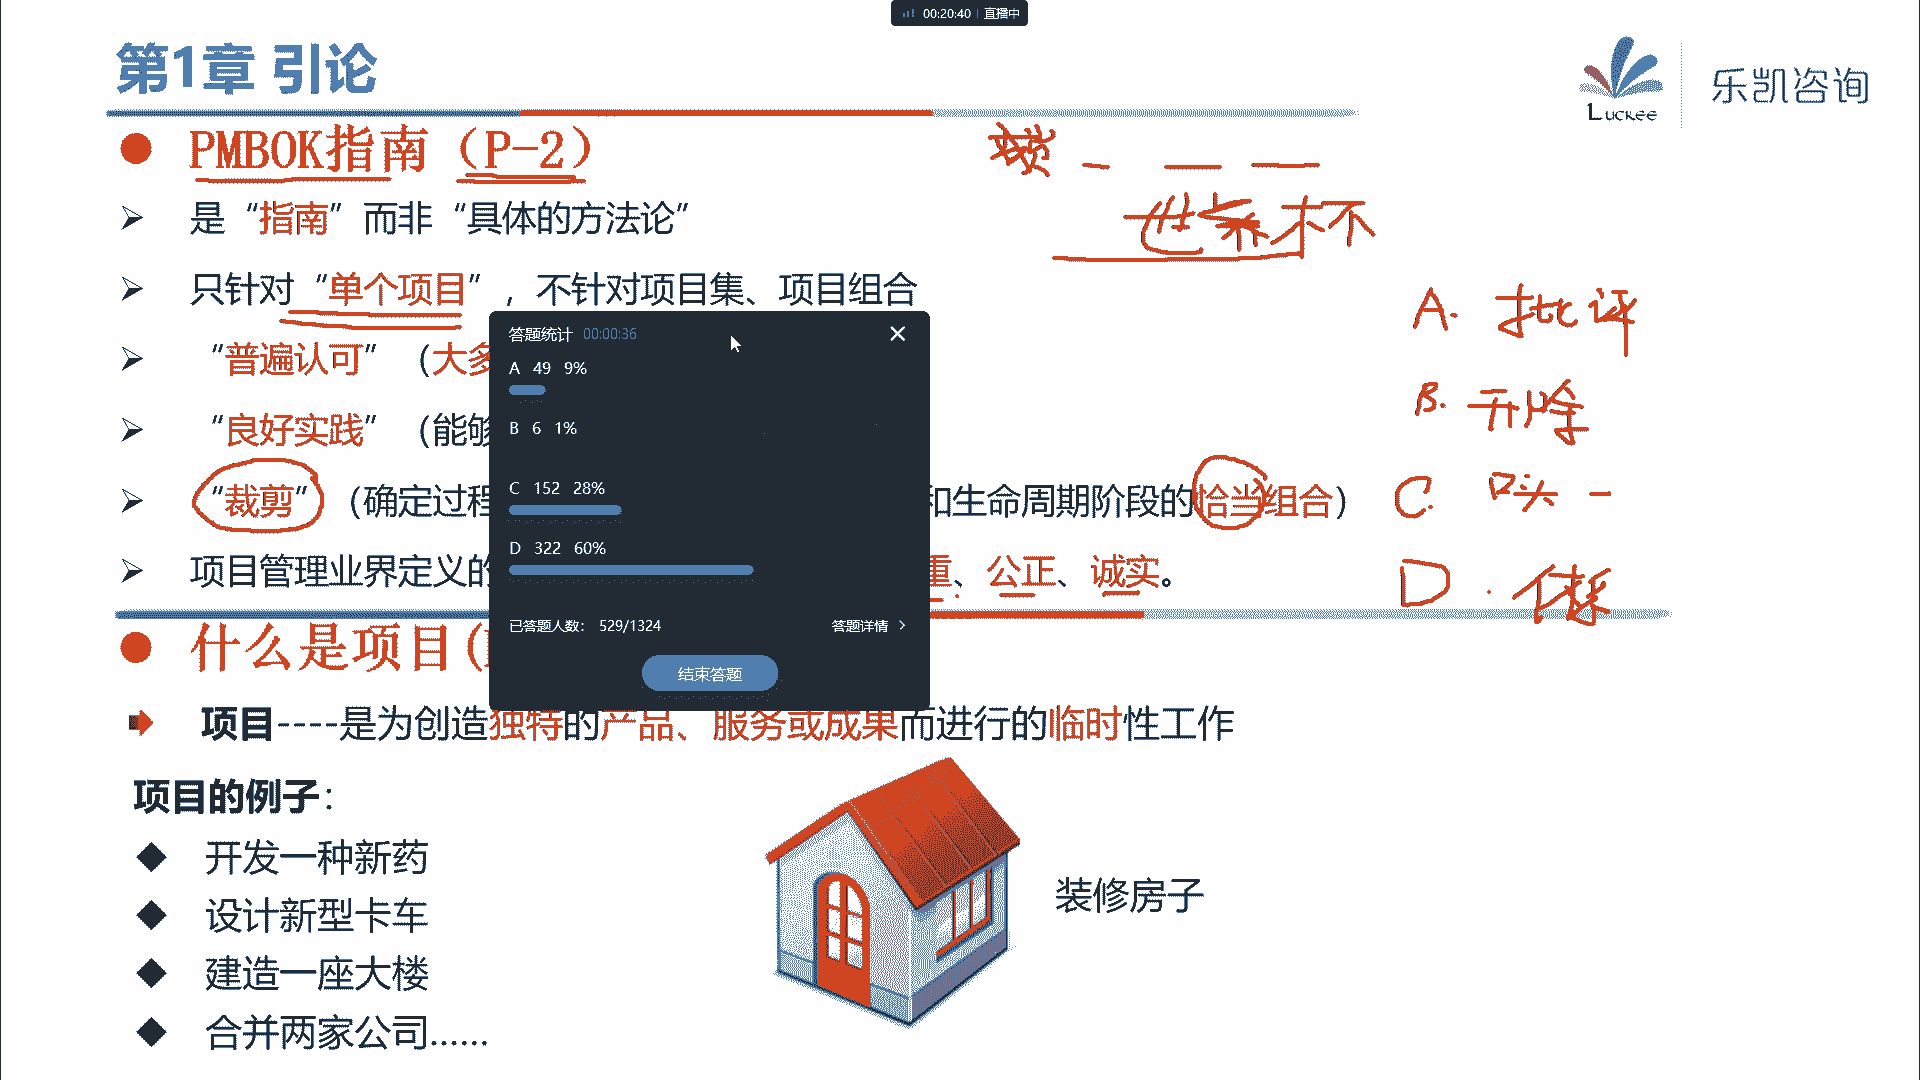 00:20:40 直播中
第1章 引论
Luckee 乐凯咨询
PMBOK指南（P-2）
是“指南”而非“具体的方法论”
世界杯
只针对“单个项目”，不针对项目集、项目组合
A. 批评
“普遍认可”（大多
B. 开除
“良好实践”（能够
“裁剪”（确定过程
和生命周期阶段的恰当组合）
C. 口头
项目管理业界定义的
重、公正、诚实。
D.
答题统计 00:00:36
A 49 9%
B 6 1%
C 152 28%
D 322 60%
已答题人数： 529/1324
答题详情
结束答题
什么是项目(
项目----是为创造独特的产品、服务或成果而进行的临时性工作
项目的例子：
开发一种新药
设计新型卡车
建造一座大楼
合并两家公司……
装修房子